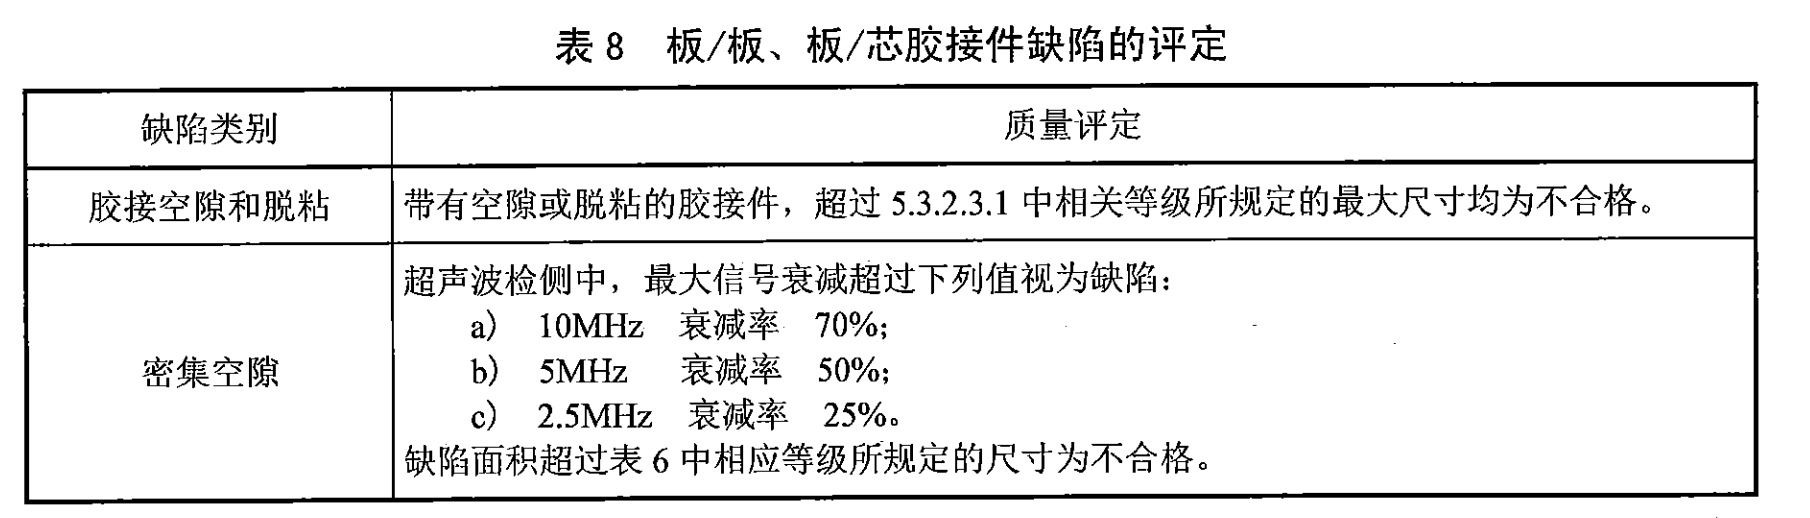 表 8 板/板、板/芯胶接件缺陷的评定
缺陷类别
质量评定
胶接空隙和脱粘
带有空隙或脱粘的胶接件，超过 5.3.2.3.1 中相关等级所规定的最大尺寸均为不合格。
密集空隙
超声波检侧中，最大信号衰减超过下列值视为缺陷：
a） 10MHz 衰减率 70%;
b） 5MHz 衰减率 50%;
c） 2.5MHz 衰减率 25%。
缺陷面积超过表 6 中相应等级所规定的尺寸为不合格。